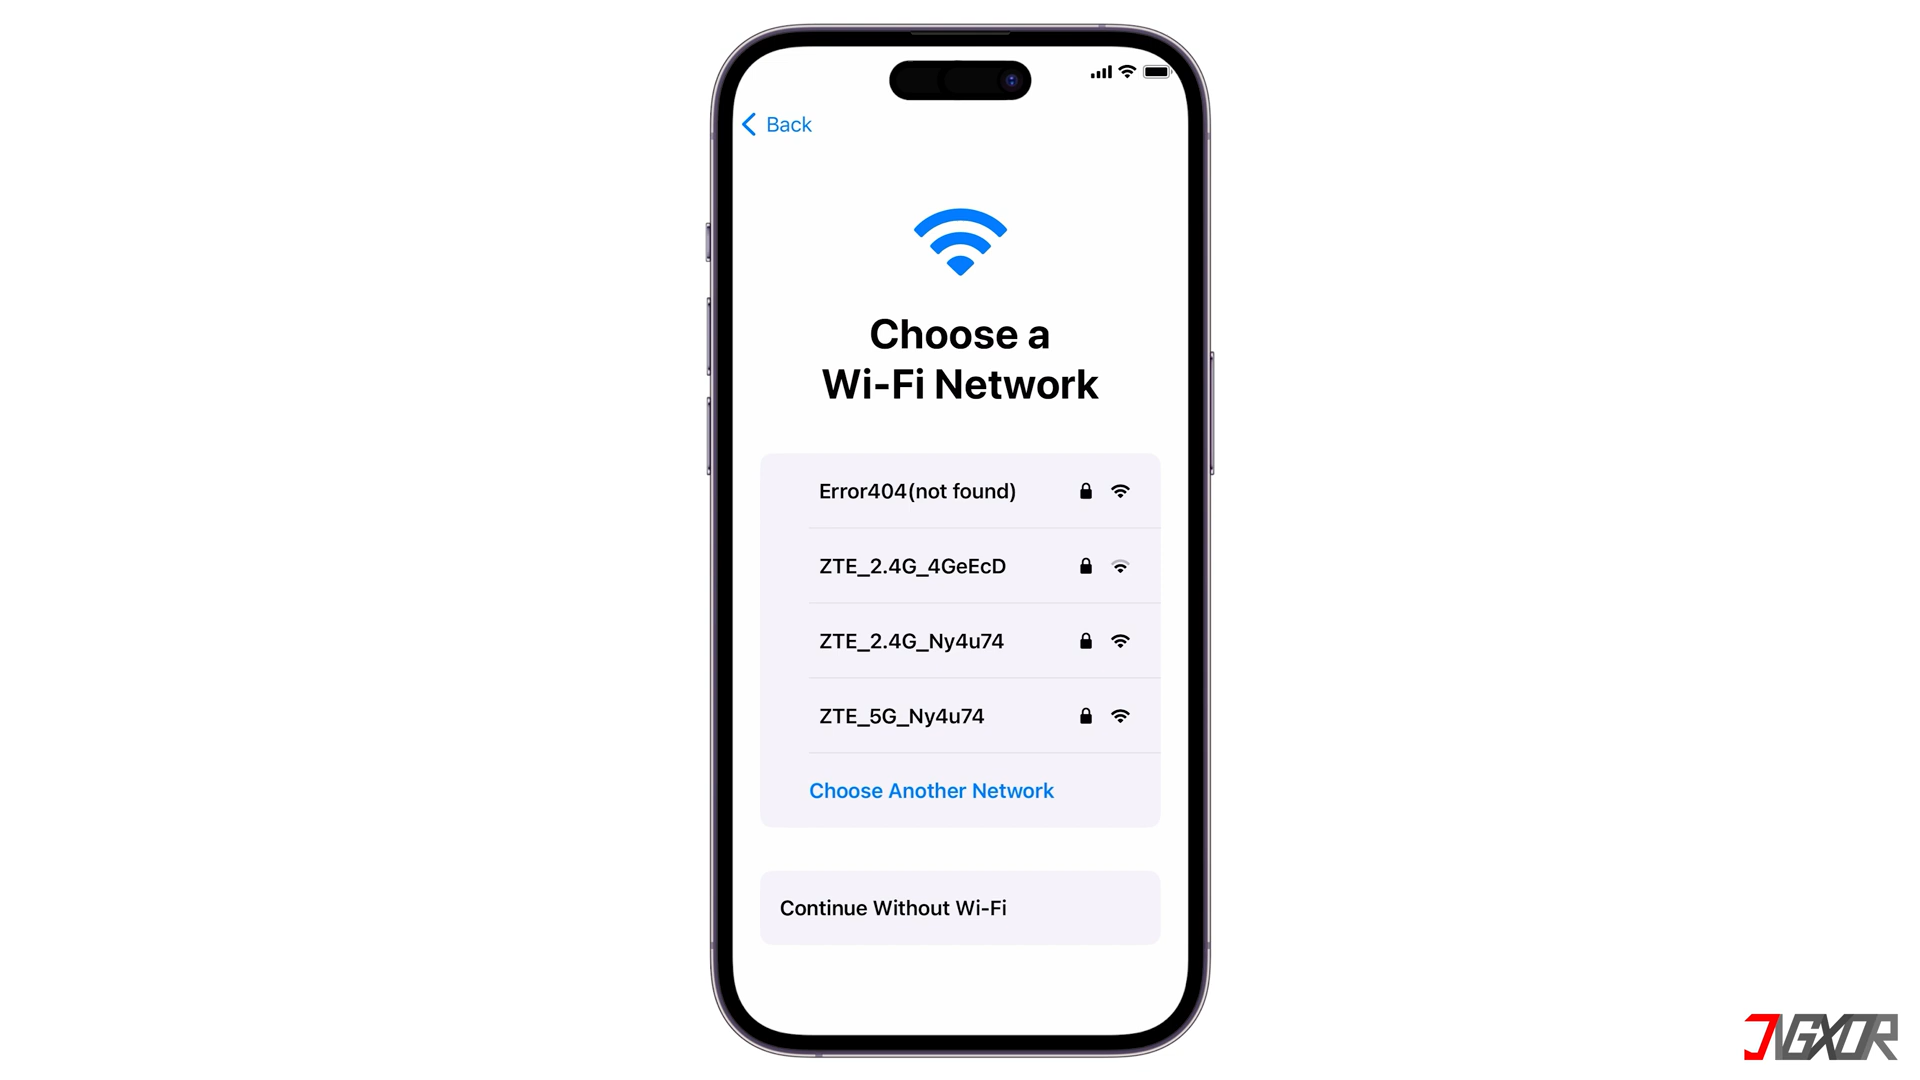 Back
Choose a
Wi-Fi Network
Error404(not found)
ZTE_2.4G_4GeEcD
ZTE_2.4G_Ny4u74
ZTE_5G_Ny4u74
Choose Another Network
Continue Without Wi-Fi
JIGXOR